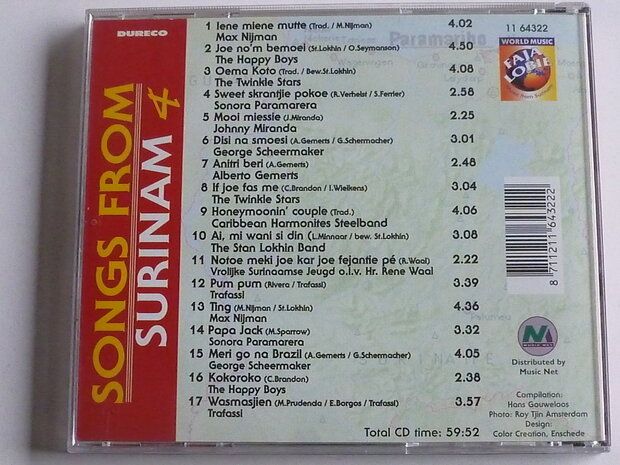 DURECO
SONGS FROM
SURINAM 4
1 Iene miene mutte (Trad. / M.Nijman) 4.02
Max Nijman
2 Joe no'm bemoei (St.Lokhin / O.Seymanson) 4.50
The Happy Boys
3 Oema Koto (Trad. / Bew.St.Lokhin) 4.08
The Twinkle Stars
4 Sweet skrantjie pokoe (R.Verhelst / S.Ferrier) 2.58
Sonora Paramarera
5 Mooi miessie (J.Miranda) 2.25
Johnny Miranda
6 Disi na smoesi (A.Gemerts / G.Schermacher) 3.01
George Scheermaker
7 Anitri beri (A.Gemerts) 2.48
Alberto Gemerts
8 If joe fas me (C.Brandon / I.Wielkens) 3.04
The Twinkle Stars
9 Honeymoonin' couple (Trad.) 4.06
Caribbean Harmonites Steelband
10 Ai, mi wani si din (L.Minnaar / bew. St.Lokhin) 3.08
The Stan Lokhin Band
11 Notoe meki joe kar joe fejantie pé (R.Waal) 2.22
Vrolijke Surinaamse Jeugd o.l.v. Hr. Rene Waal
12 Pum pum (Rivera / Trafassi) 3.39
Trafassi
13 Ting (M.Nijman / St.Lokhin) 4.36
Max Nijman
14 Papa Jack (M.Sparrow) 3.32
Sonora Paramarera
15 Meri go na Brazil (A.Gemerts / G.Schermacher) 4.05
George Scheermaker
16 Kokoroko (C.Brandon) 2.38
The Happy Boys
17 Wasmasjien (M.Prudenda / E.Borgos / Trafassi) 3.57
Trafassi
Total CD time: 59:52
Paramaribo
11 64322
WORLD MUSIC
FAJA
LOBIE
8 711211 643222
MUSIC NET
Distributed by
Music Net
Compilation:
Hans Gouweloos
Photo: Roy Tjin Amsterdam
Design:
Color Creation, Enschede